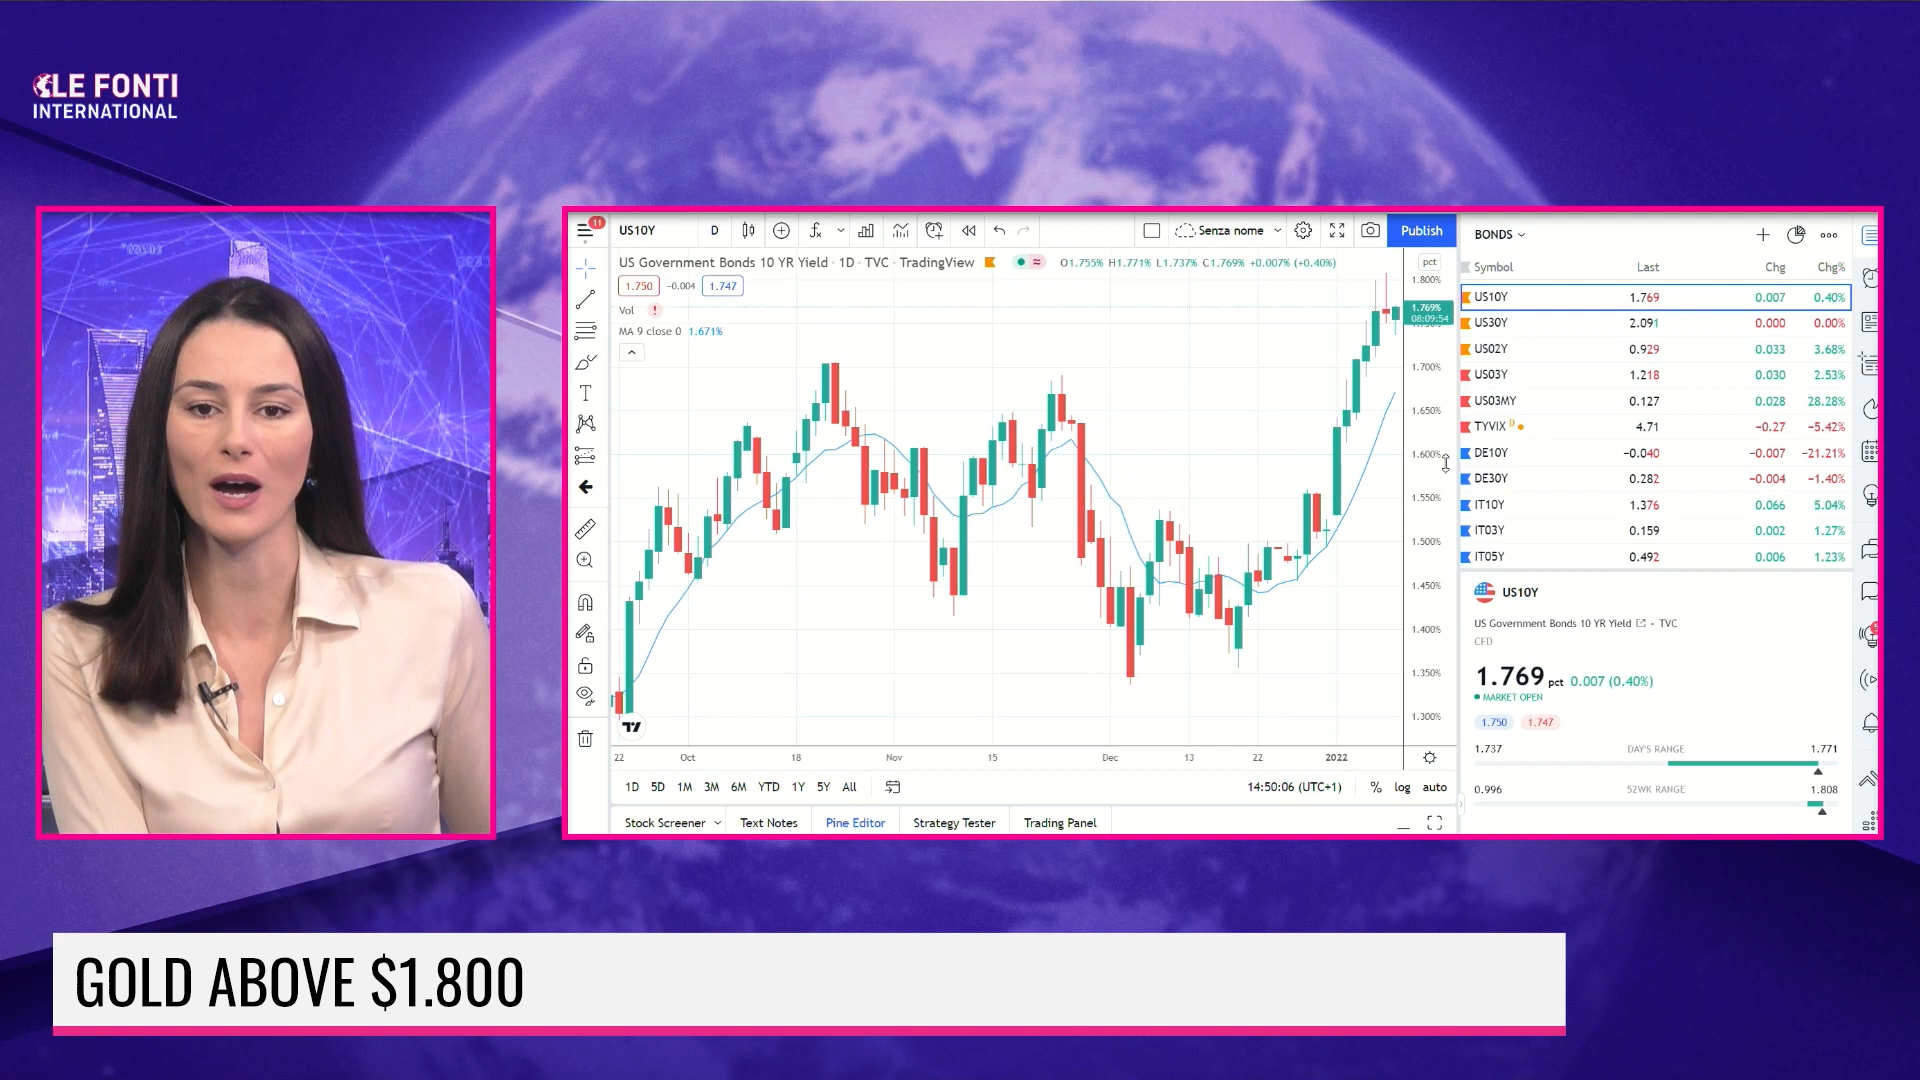 LE FONTI
INTERNATIONAL
11
US10Y
D
Senza nome
Publish
US Government Bonds 10 YR Yield · 1D · TVC · TradingView
O1.755% H1.771% L1.737% C1.769% +0.007% (+0.40%)
pct
1.750 -0.004 1.747
Vol !
MA 9 close 0 1.671%
1.800%
1.769%
08:09:54
1.700%
1.650%
1.600%
1.550%
1.500%
1.450%
1.400%
1.350%
1.300%
22 Oct 18 Nov 15 Dec 13 22 2022
1D 5D 1M 3M 6M YTD 1Y 5Y All
14:50:06 (UTC+1) % log auto
Stock Screener Text Notes Pine Editor Strategy Tester Trading Panel
BONDS
Symbol Last Chg Chg%
US10Y 1.769 0.007 0.40%
US30Y 2.091 0.000 0.00%
US02Y 0.929 0.033 3.68%
US03Y 1.218 0.030 2.53%
US03MY 0.127 0.028 28.28%
TYVIX D 4.71 −0.27 −5.42%
DE10Y −0.040 −0.007 −21.21%
DE30Y 0.282 −0.004 −1.40%
IT10Y 1.376 0.066 5.04%
IT03Y 0.159 0.002 1.27%
IT05Y 0.492 0.006 1.23%
US10Y
US Government Bonds 10 YR Yield • TVC
CFD
1.769 pct 0.007 (0.40%)
MARKET OPEN
1.750 1.747
1.737 DAY'S RANGE 1.771
0.996 52WK RANGE 1.808
GOLD ABOVE $1.800